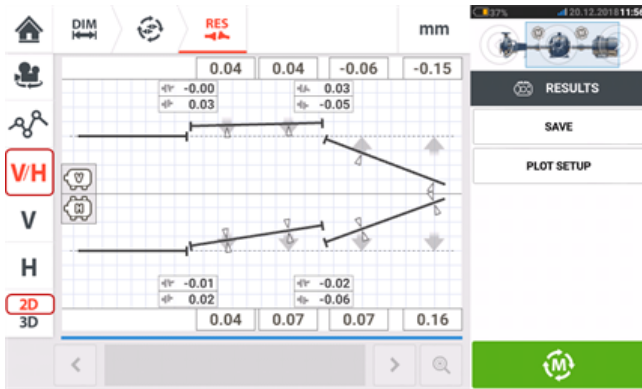 DIM
RES
mm
37%
20.12.2018 11:56
0.04 0.04 -0.06 -0.15
-0.00 0.03
0.03 -0.05
RESULTS
SAVE
PLOT SETUP
V/H
V
H
V
H
2D
3D
-0.01 -0.02
0.02 -0.06
0.04 0.07 0.07 0.16
M